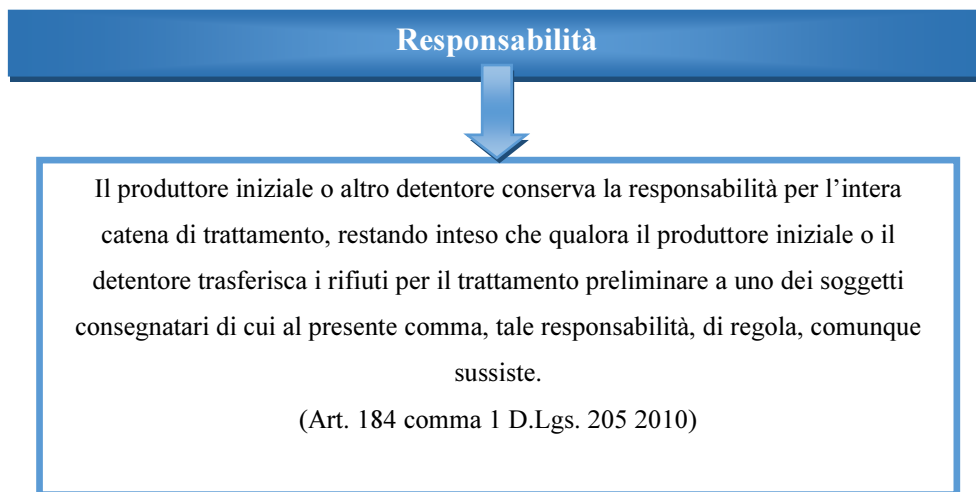 Responsabilità
Il produttore iniziale o altro detentore conserva la responsabilità per l’intera
catena di trattamento, restando inteso che qualora il produttore iniziale o il
detentore trasferisca i rifiuti per il trattamento preliminare a uno dei soggetti
consegnatari di cui al presente comma, tale responsabilità, di regola, comunque
sussiste.
(Art. 184 comma 1 D.Lgs. 205 2010)